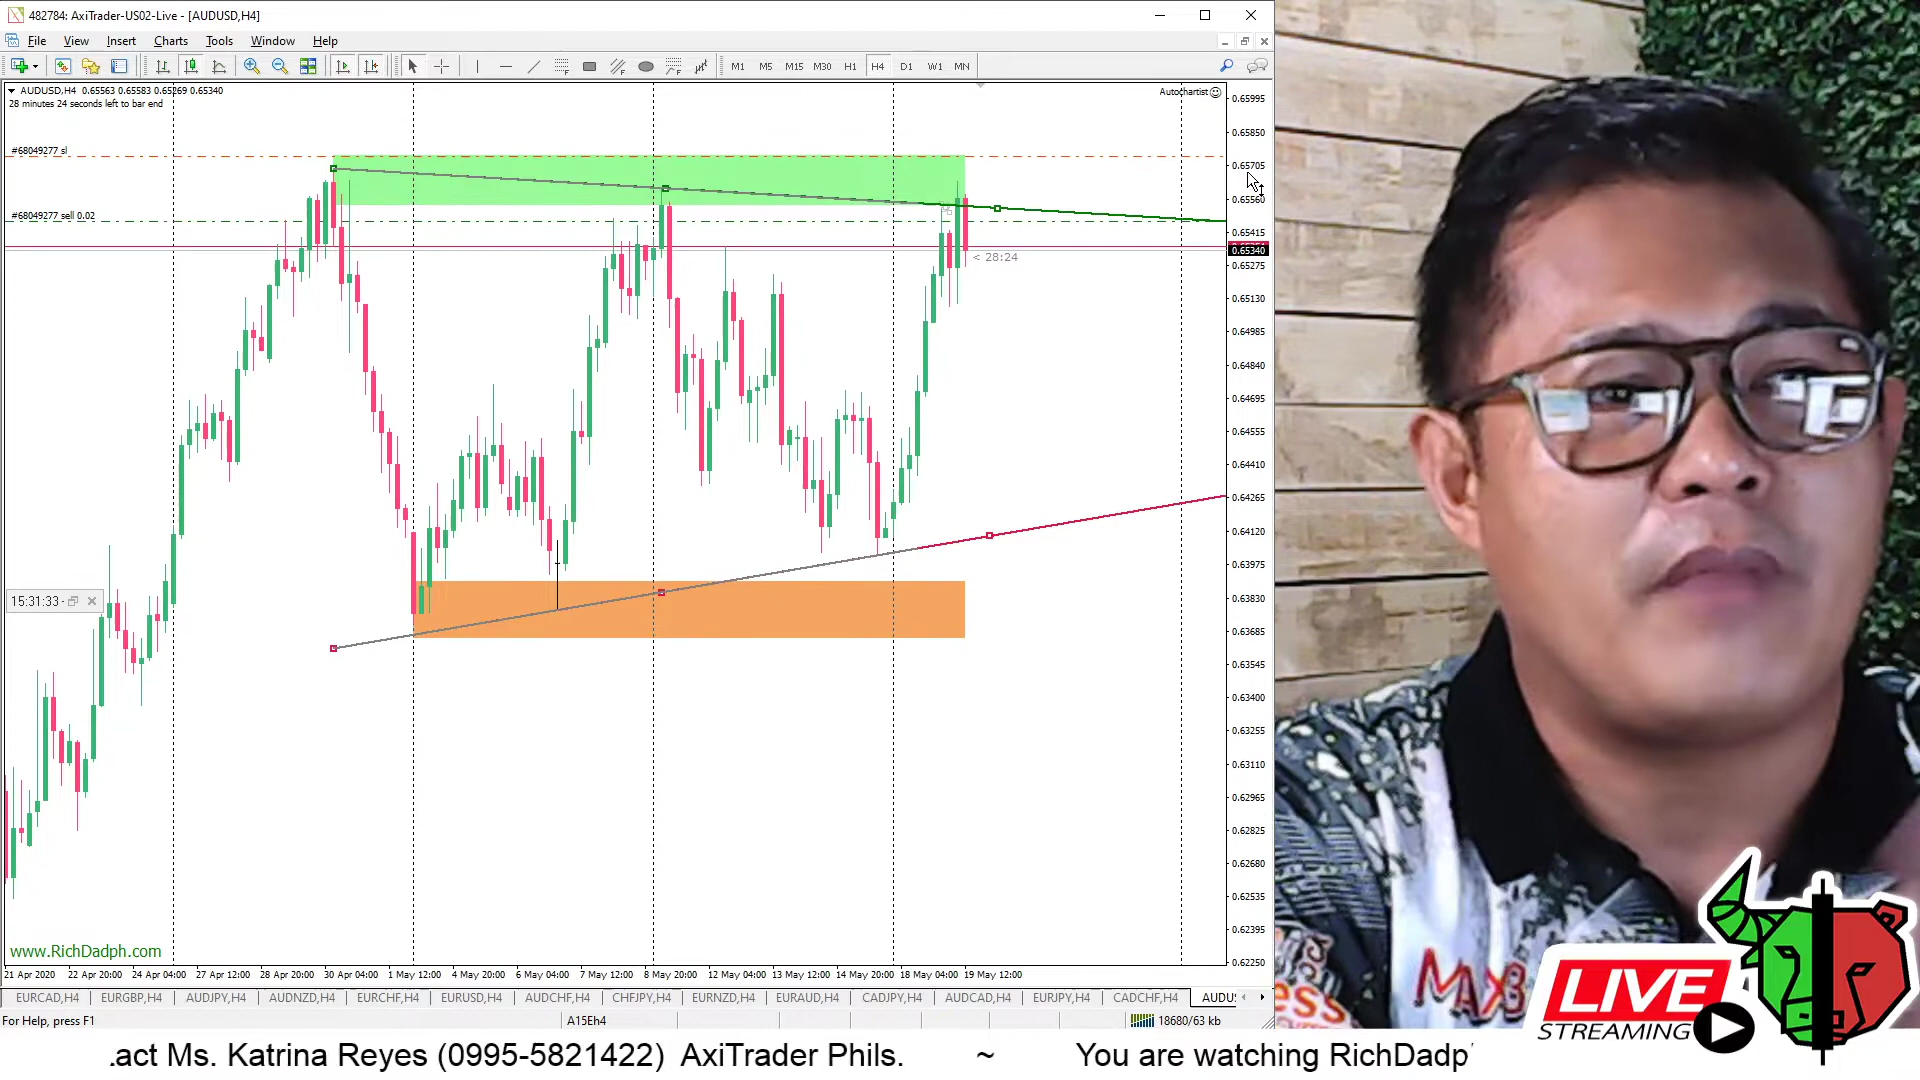 482784: AxiTrader-US02-Live - [AUDUSD,H4]
File View Insert Charts Tools Window Help
M1 M5 M15 M30 H1 H4 D1 W1 MN
AUDUSD,H4 0.65563 0.65583 0.65269 0.65340
28 minutes 24 seconds left to bar end
Autochartist
#68049277 sl
#68049277 sell 0.02
< 28:24
0.65995
0.65850
0.65705
0.65560
0.65415
0.65340
0.65275
0.65130
0.64985
0.64840
0.64695
0.64555
0.64410
0.64265
0.64120
0.63975
0.63830
0.63685
0.63545
0.63400
0.63255
0.63110
0.62965
0.62825
0.62680
0.62535
0.62395
0.62250
15:31:33-
www.RichDadph.com
21 Apr 2020 22 Apr 20:00 24 Apr 04:00 27 Apr 12:00 28 Apr 20:00 30 Apr 04:00 1 May 12:00 4 May 20:00 6 May 04:00 7 May 12:00 8 May 20:00 12 May 04:00 13 May 12:00 14 May 20:00 18 May 04:00 19 May 12:00
EURCAD,H4 EURGBP,H4 AUDJPY,H4 AUDNZD,H4 EURCHF,H4 EURUSD,H4 AUDCHF,H4 CHFJPY,H4 EURNZD,H4 EURAUD,H4 CADJPY,H4 AUDCAD,H4 EURJPY,H4 CADCHF,H4 AUDUS
For Help, press F1
A15Eh4
18680/63 kb
MAXB
ess
LIVE
STREAMING
.act Ms. Katrina Reyes (0995-5821422) AxiTrader Phils. ~ You are watching RichDadp